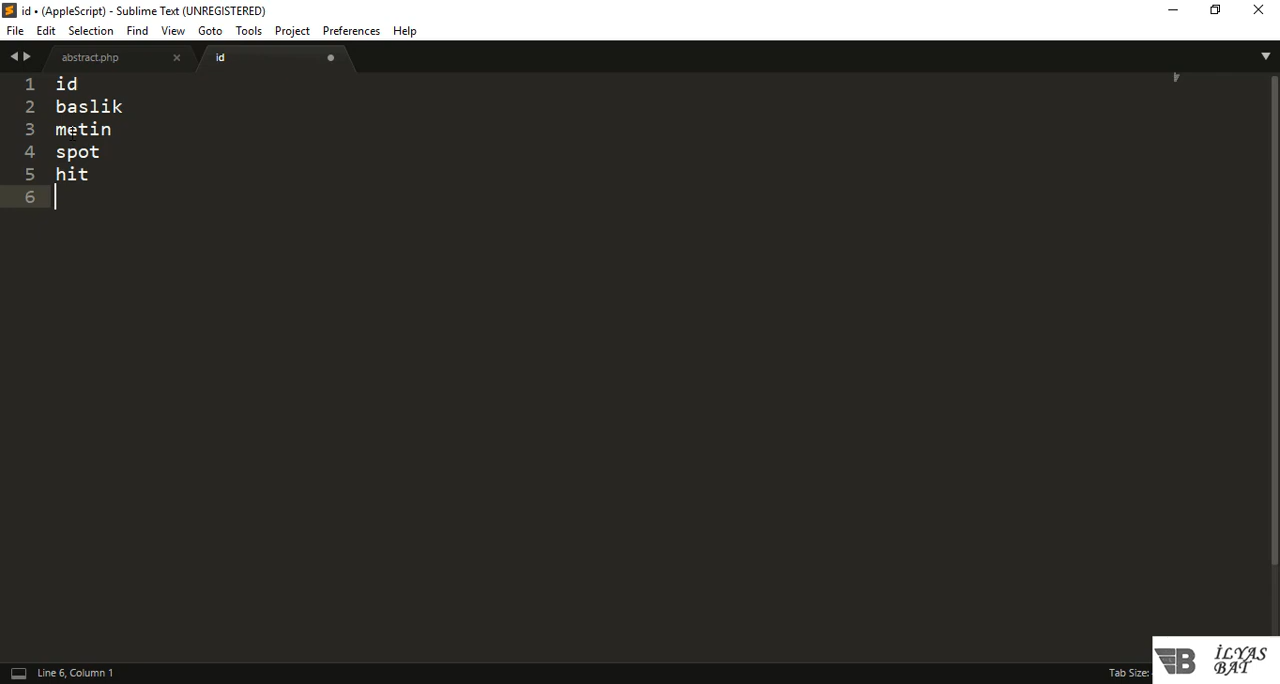 id • (AppleScript) - Sublime Text (UNREGISTERED)
File Edit Selection Find View Goto Tools Project Preferences Help
abstract.php id
1 id
2 baslik
3 metin
4 spot
5 hit
6
Line 6, Column 1 Tab Size:
B İLYAS
BAT